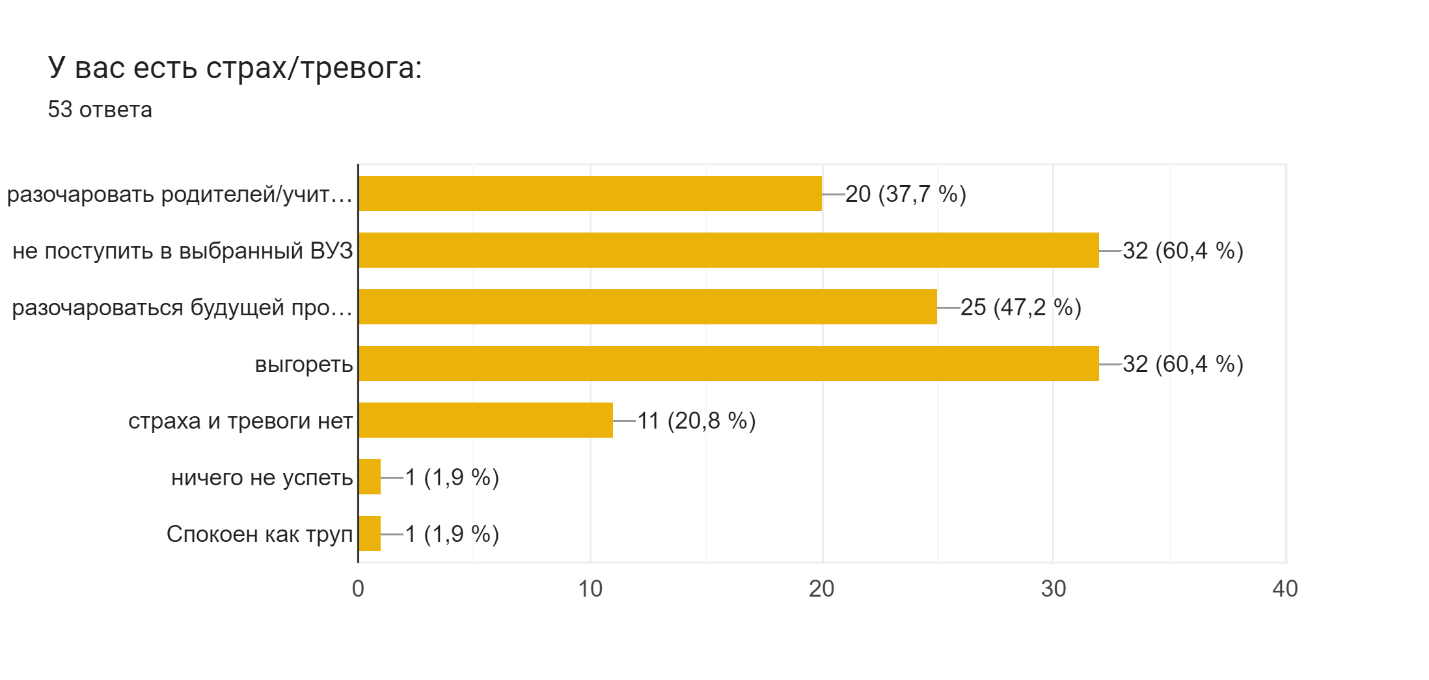 У вас есть страх/тревога:
53 ответа
разочаровать родителей/учит… 20 (37,7 %)
не поступить в выбранный ВУЗ 32 (60,4 %)
разочароваться будущей про… 25 (47,2 %)
выгореть 32 (60,4 %)
страха и тревоги нет 11 (20,8 %)
ничего не успеть 1 (1,9 %)
Спокоен как труп 1 (1,9 %)
0 10 20 30 40